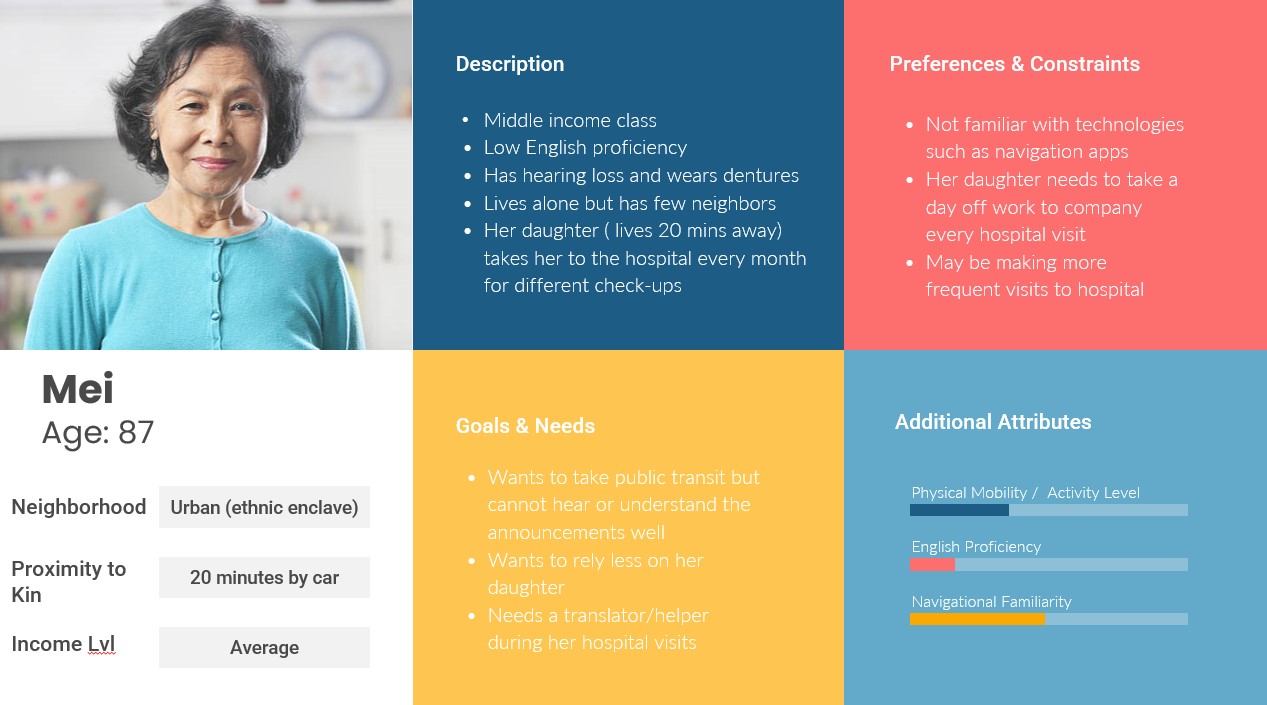 Mei
Age: 87
Neighborhood
Urban (ethnic enclave)
Proximity to
Kin
20 minutes by car
Income Lvl
Average
Description
• Middle income class
• Low English proficiency
• Has hearing loss and wears dentures
• Lives alone but has few neighbors
• Her daughter ( lives 20 mins away)
takes her to the hospital every month
for different check-ups
Preferences & Constraints
• Not familiar with technologies
such as navigation apps
• Her daughter needs to take a
day off work to company
every hospital visit
• May be making more
frequent visits to hospital
Goals & Needs
• Wants to take public transit but
cannot hear or understand the
announcements well
• Wants to rely less on her
daughter
• Needs a translator/helper
during her hospital visits
Additional Attributes
Physical Mobility / Activity Level
English Proficiency
Navigational Familiarity